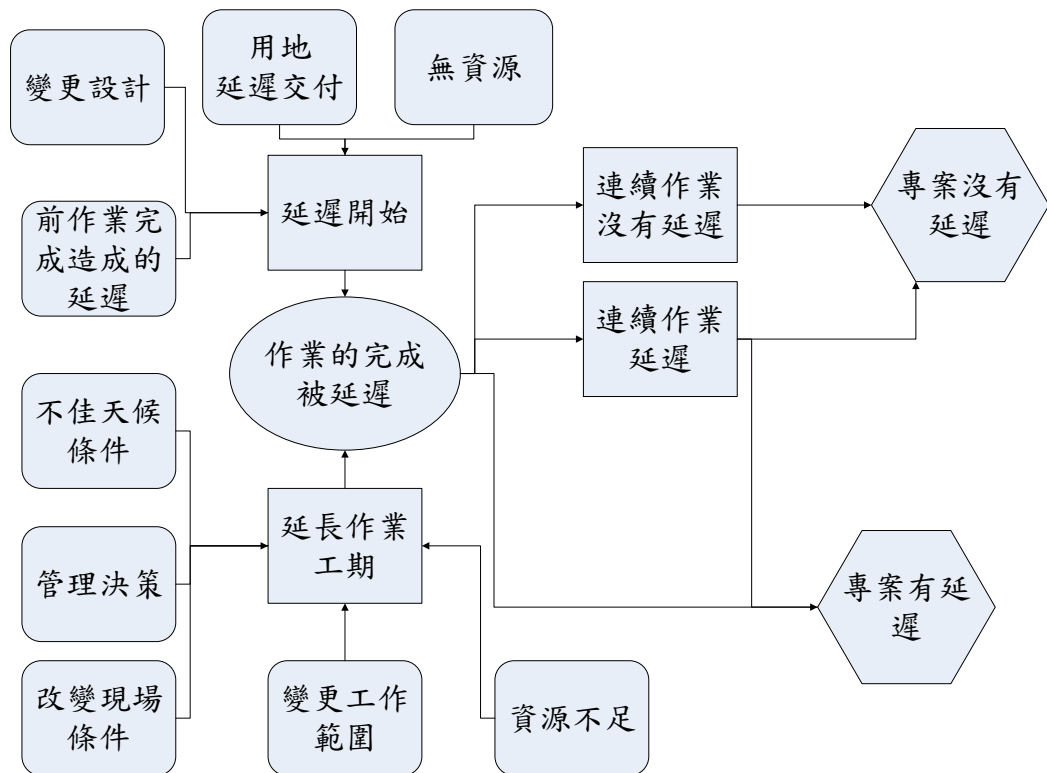 變更設計
用地
延遲交付
無資源
前作業完
成造成的
延遲
延遲開始
連續作業
沒有延遲
專案沒有
延遲
作業的完成
被延遲
連續作業
延遲
不佳天候
條件
管理決策
改變現場
條件
延長作業
工期
變更工作
範圍
資源不足
專案有延
遲